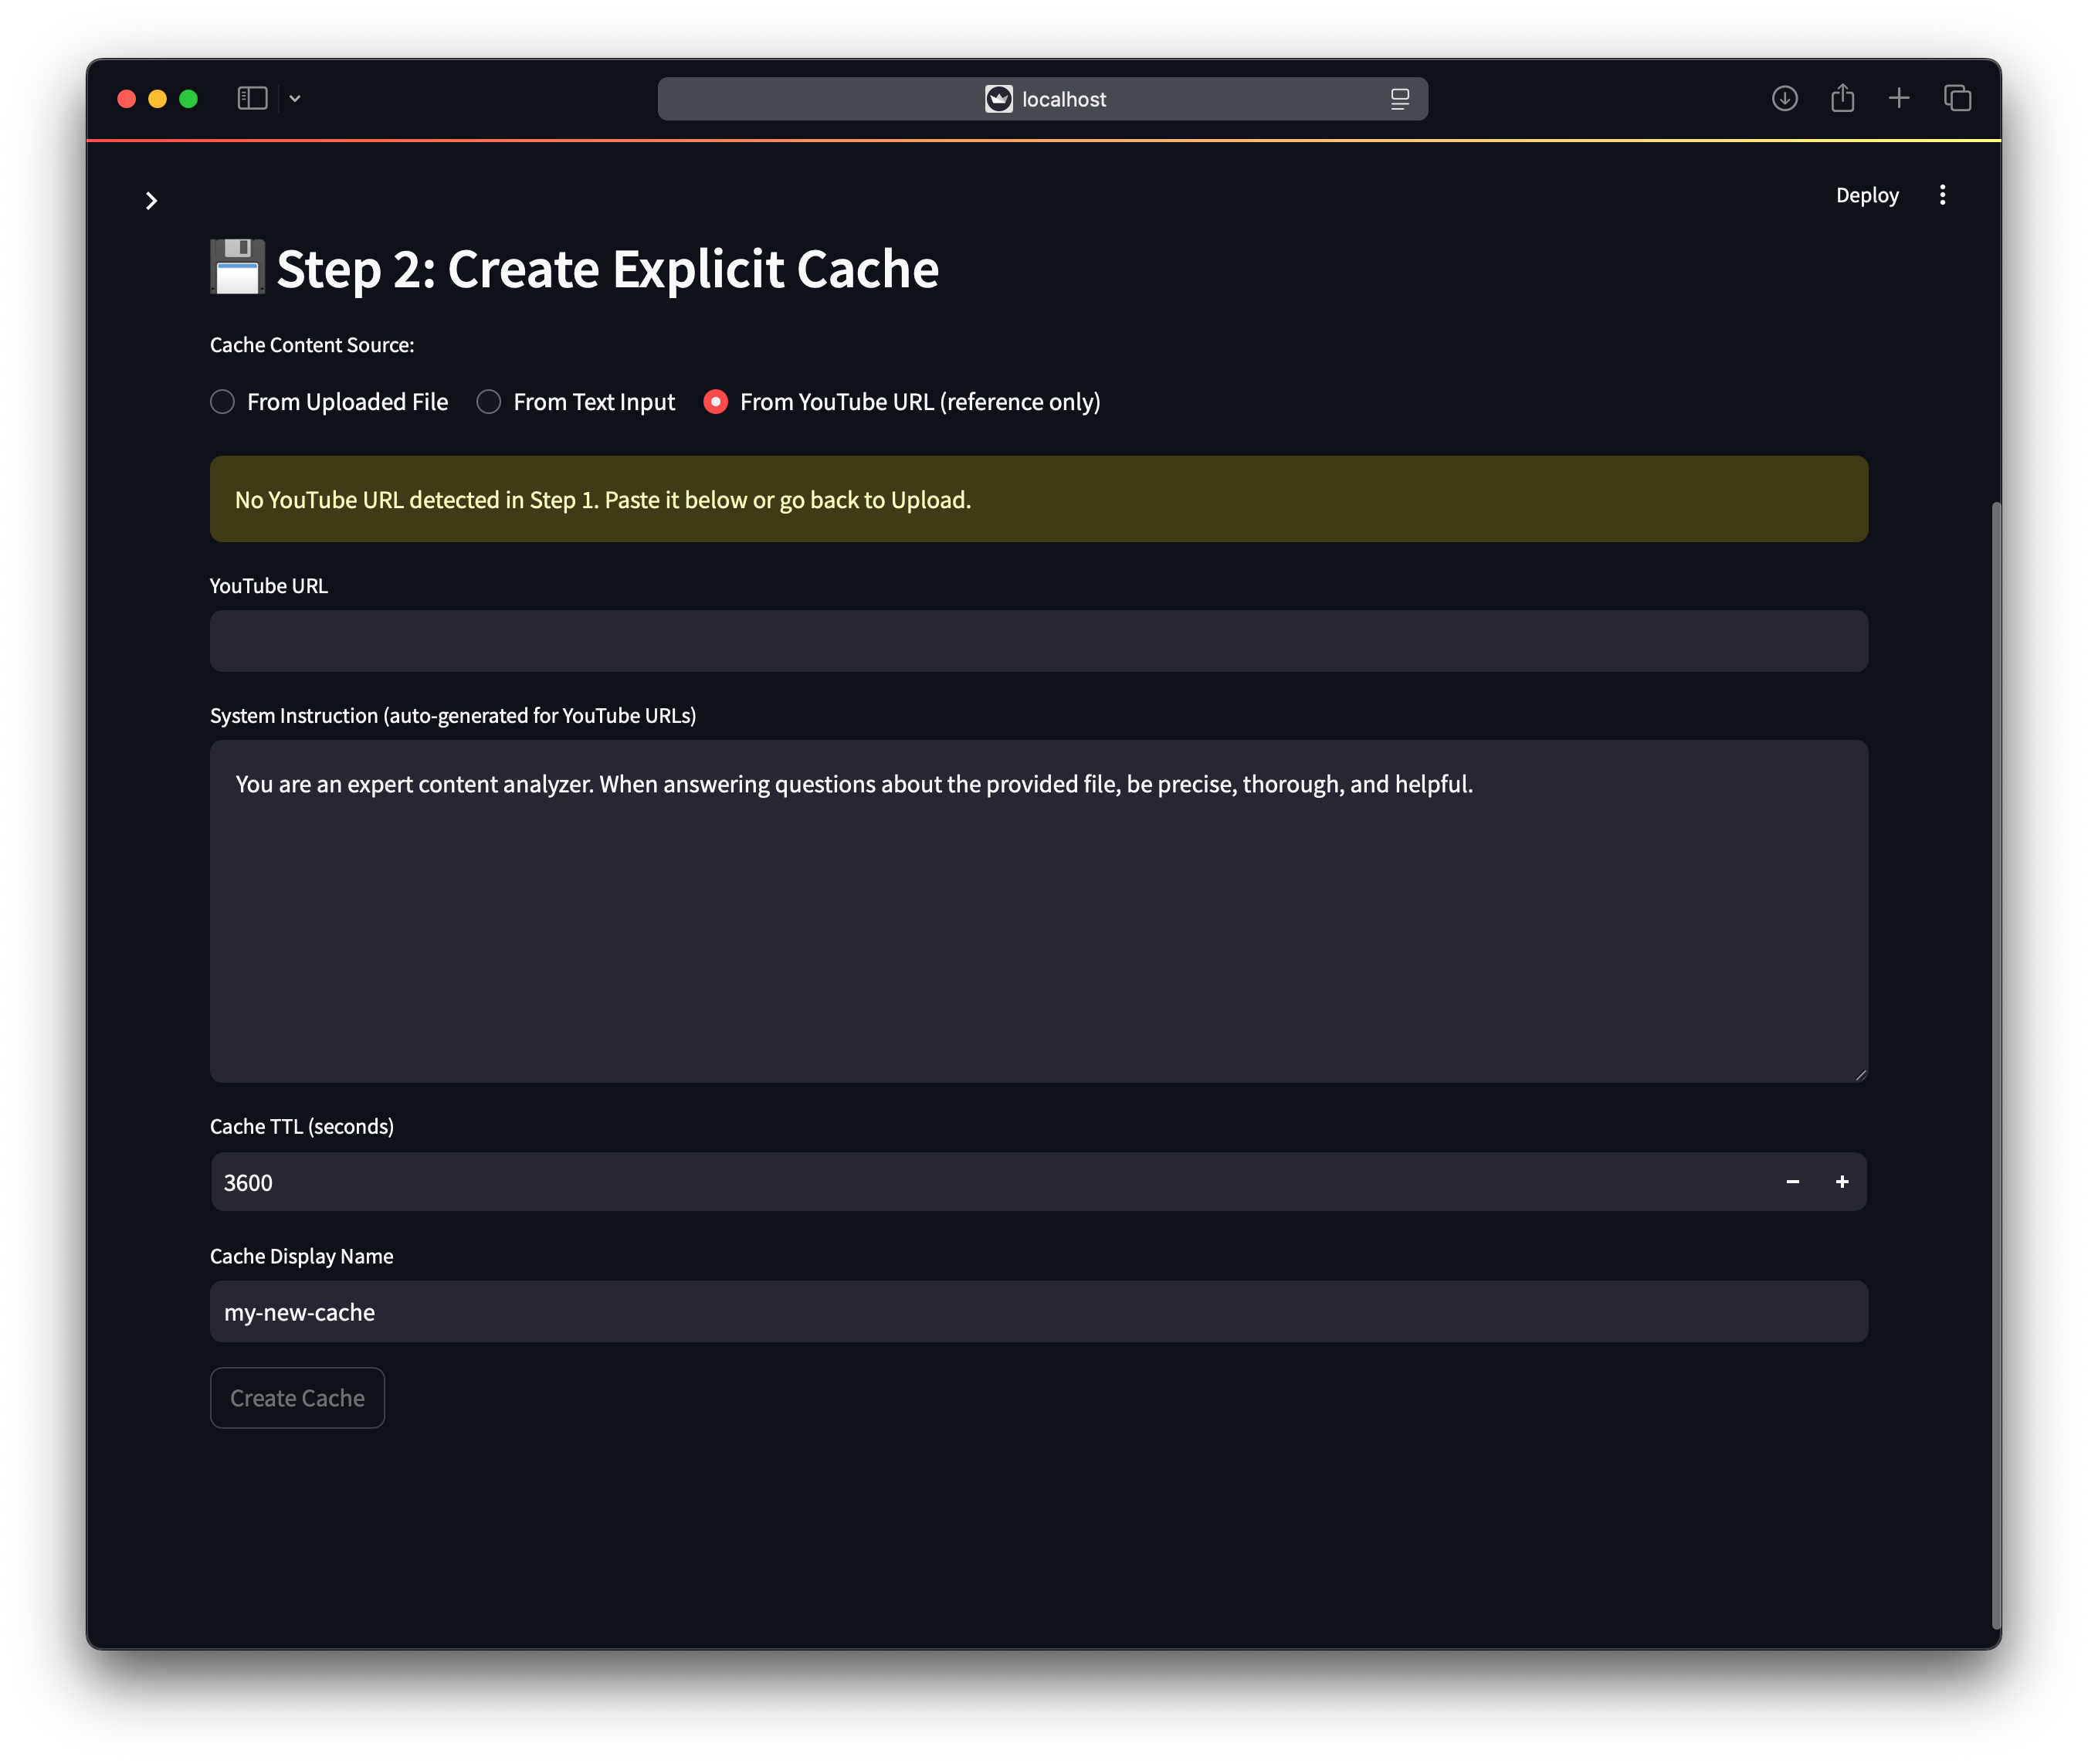 localhost
Deploy
Step 2: Create Explicit Cache
Cache Content Source:
From Uploaded File
From Text Input
From YouTube URL (reference only)
No YouTube URL detected in Step 1. Paste it below or go back to Upload.
YouTube URL
System Instruction (auto-generated for YouTube URLs)
You are an expert content analyzer. When answering questions about the provided file, be precise, thorough, and helpful.
Cache TTL (seconds)
3600
Cache Display Name
my-new-cache
Create Cache